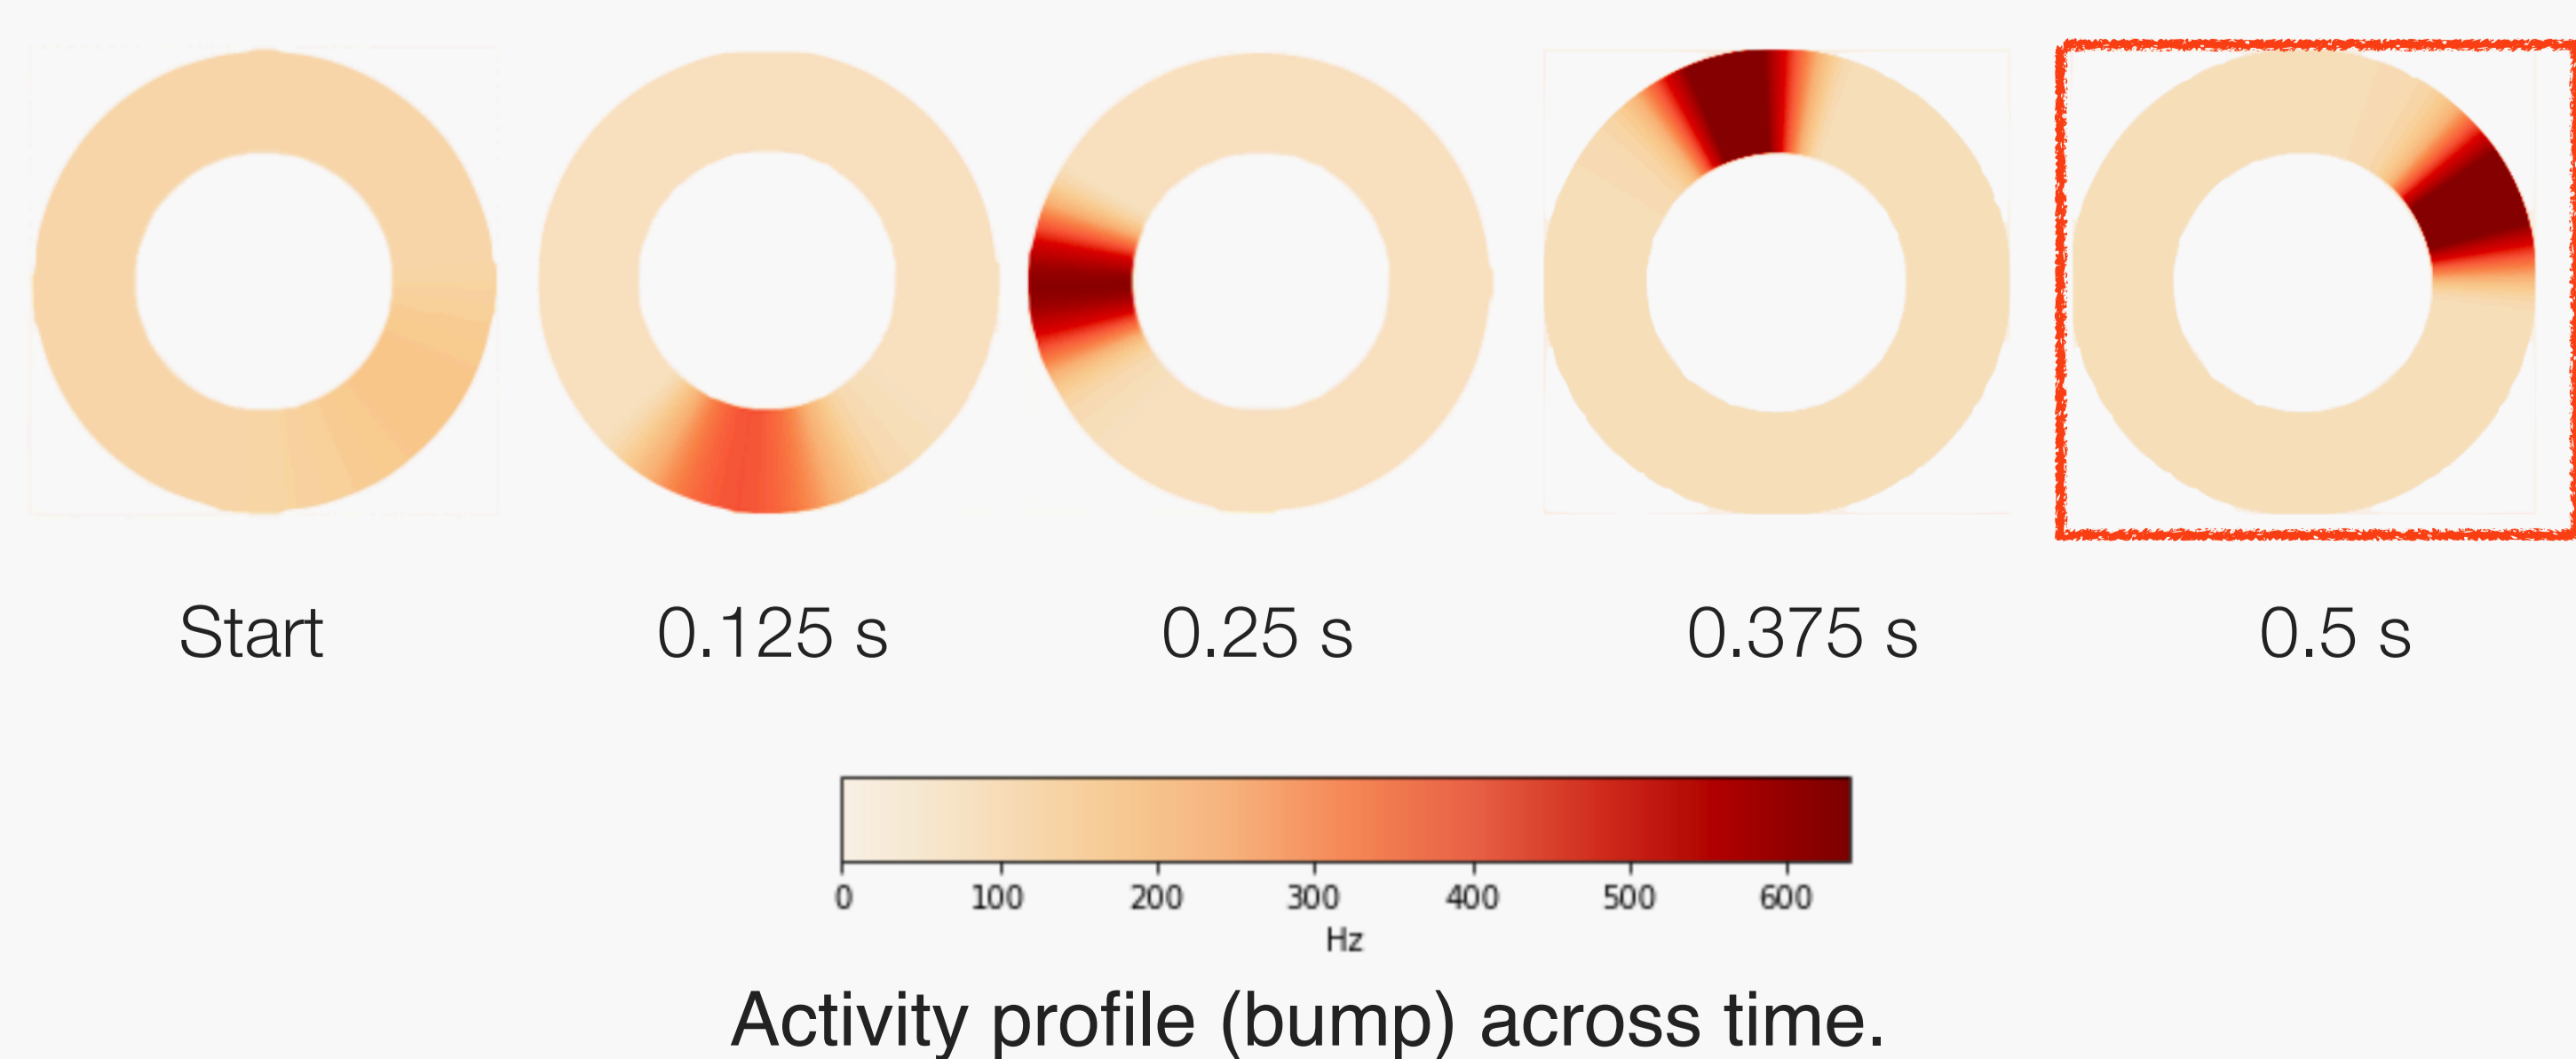 Start 0.125 s 0.25 s 0.375 s 0.5 s
0 100 200 300 400 500 600
Hz
Activity profile (bump) across time.